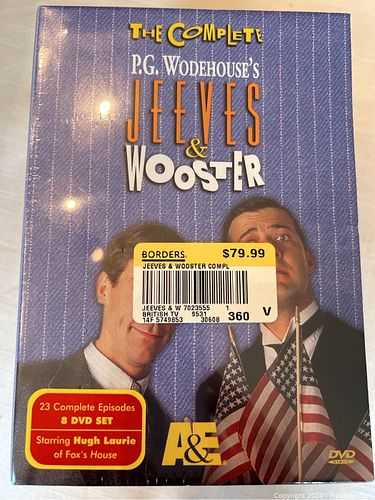 THE COMPLETE
P.G. WODEHOUSE'S
JEEVES
&
WOOSTER
BORDERS. $79.99
JEEVES & WOOSTER COMPL
JEEVES & W 7023555 1
BRITISH TV 9531
14F 5749853 30608 360 V
23 Complete Episodes
8 DVD SET
Starring Hugh Laurie
of Fox's House
A&E
DVD
VIDEO